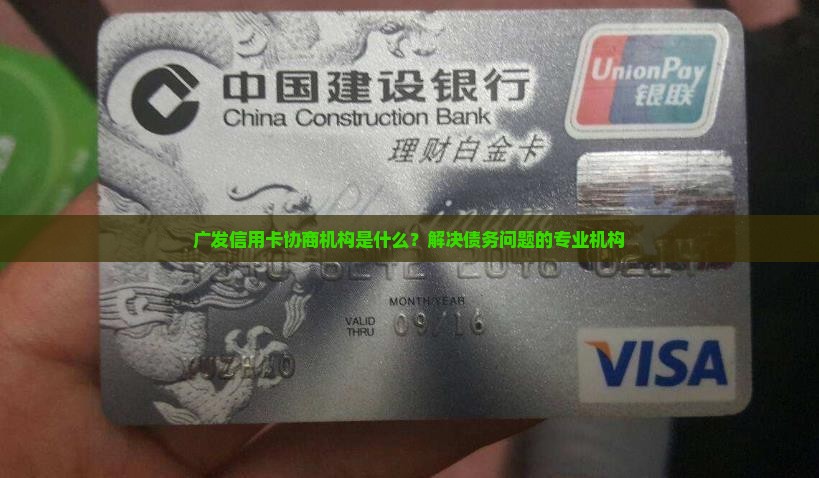 中国建设银行
China Construction Bank
理财白金卡
UnionPay
银联
广发信用卡协商机构是什么？解决债务问题的专业机构
MONTH/YEAR
VALID
THRU
09/16
VISA